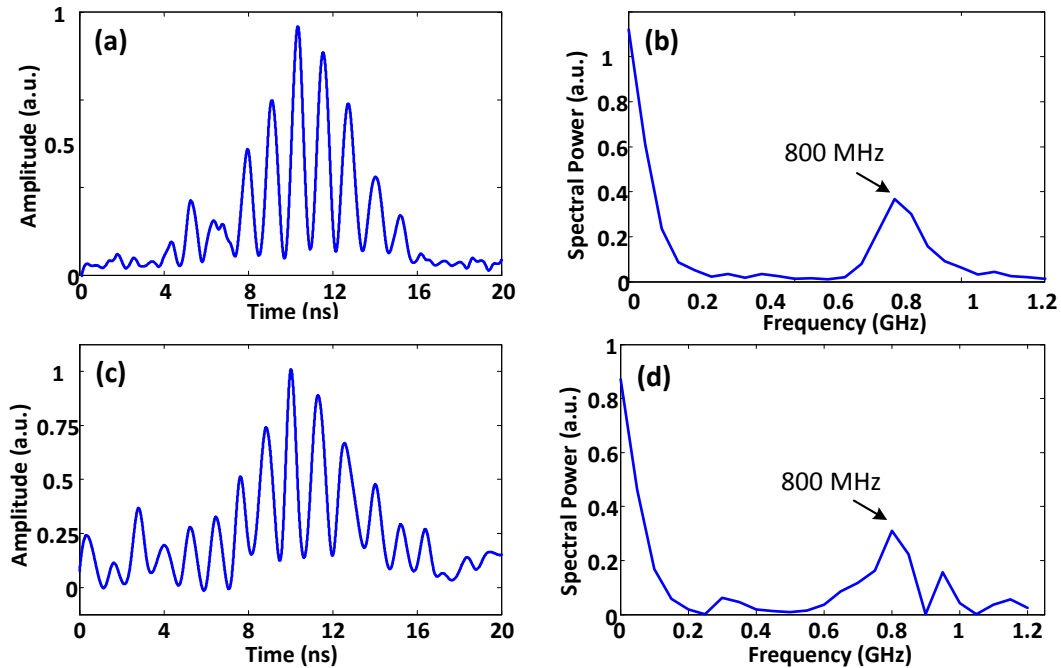 (a)
Amplitude (a.u.)
1
0.5
0
0 4 8 12 16 20
Time (ns)
(b)
Spectral Power (a.u.)
1
0.8
0.6
0.4
0.2
0
800 MHz
0 0.2 0.4 0.6 0.8 1 1.2
Frequency (GHz)
(c)
Amplitude (a.u.)
1
0.75
0.5
0.25
0
0 4 8 12 16 20
Time (ns)
(d)
Spectral Power (a.u.)
1
0.8
0.6
0.4
0.2
0
800 MHz
0 0.2 0.4 0.6 0.8 1 1.2
Frequency (GHz)